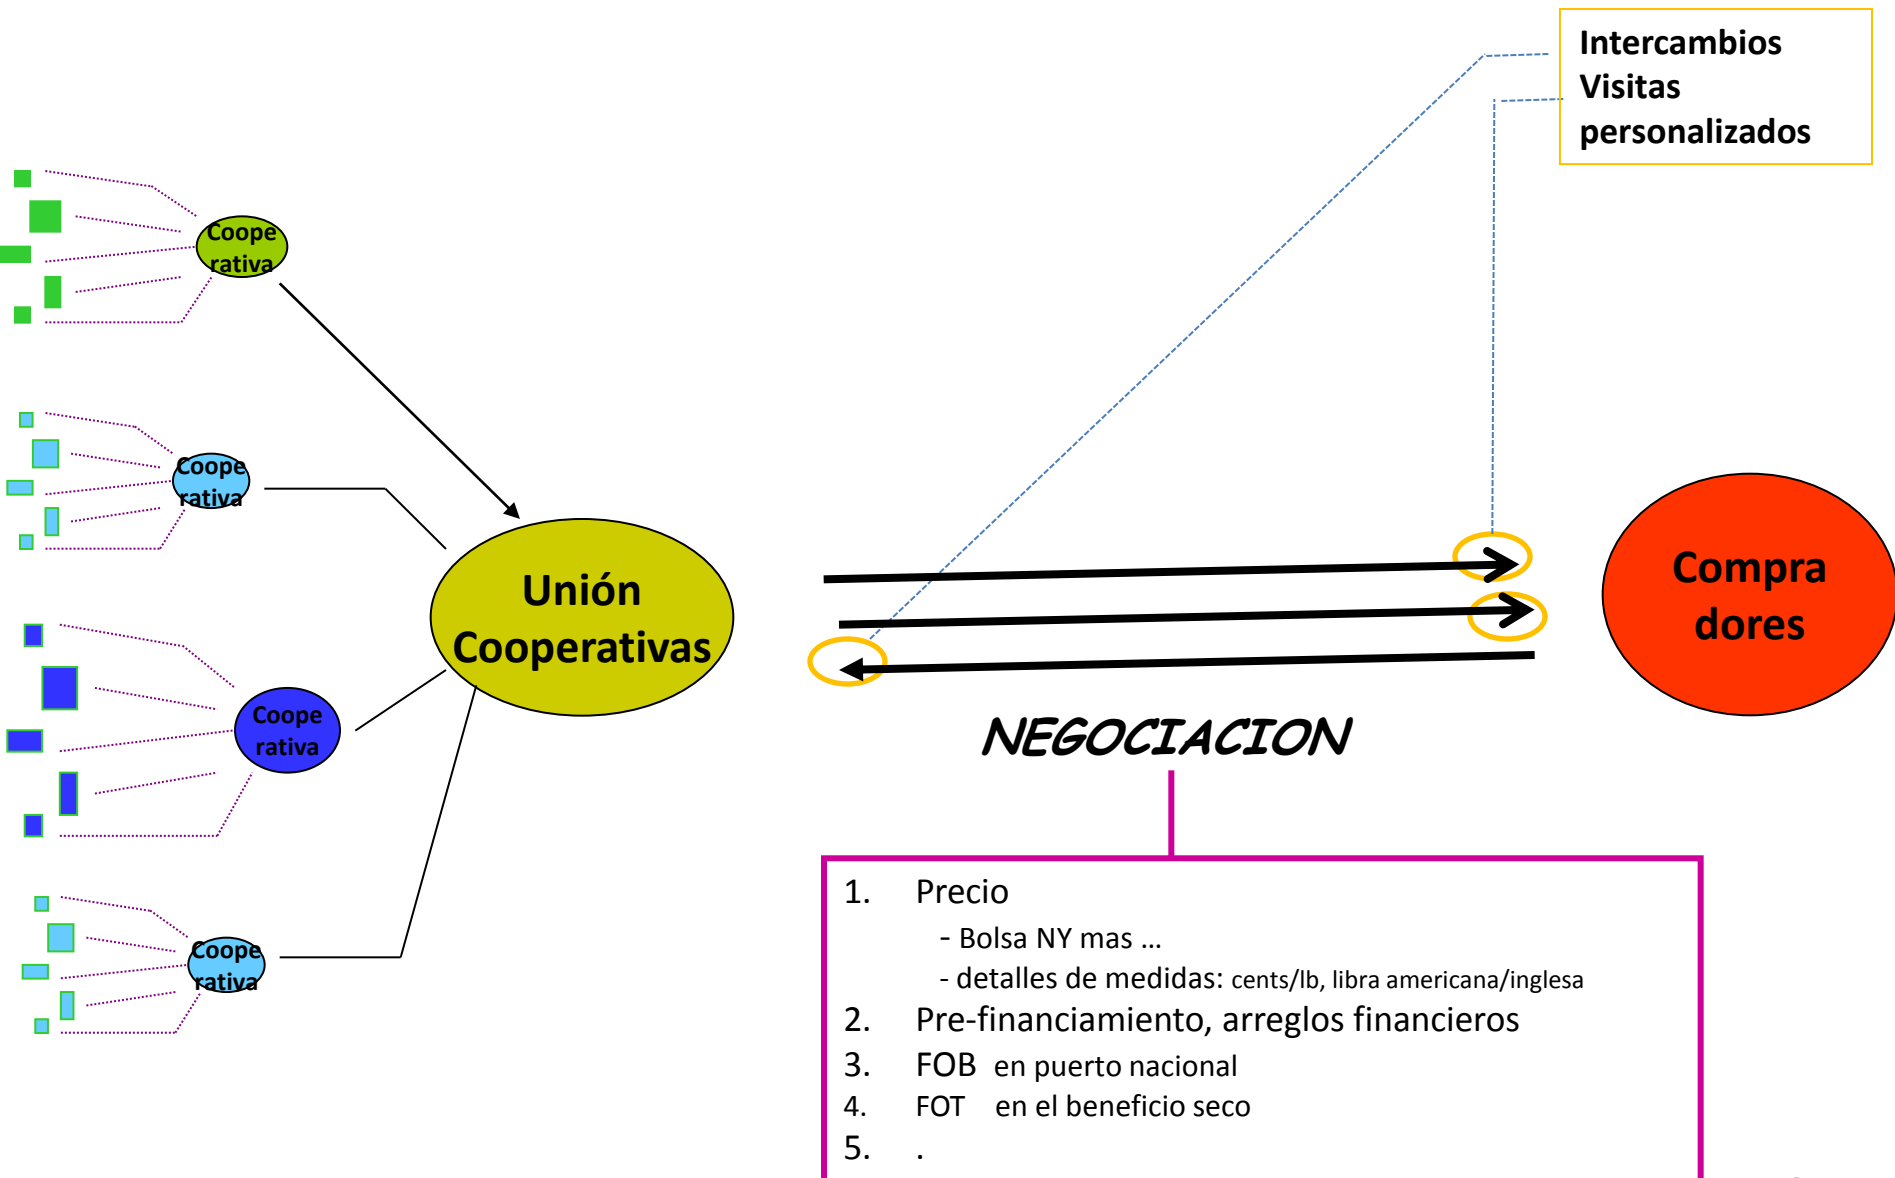 Intercambios
Visitas
personalizados
Coope
rativa
Coope
rativa
Unión
Cooperativas
Compra
dores
Coope
rativa
NEGOCIACION
Coope
rativa
1. Precio
- Bolsa NY mas ...
- detalles de medidas: cents/lb, libra americana/inglesa
2. Pre-financiamiento, arreglos financieros
3. FOB en puerto nacional
4. FOT en el beneficio seco
5. .